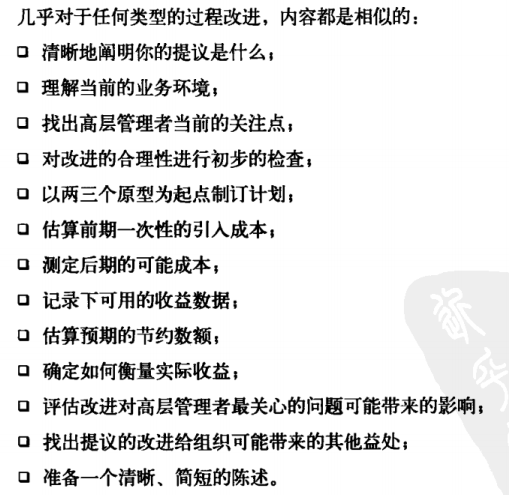 几乎对于任何类型的过程改进，内容都是相似的：
□ 清晰地阐明你的提议是什么；
□ 理解当前的业务环境；
□ 找出高层管理者当前的关注点；
□ 对改进的合理性进行初步的检查；
□ 以两三个原型为起点制订计划；
□ 估算前期一次性的引入成本；
□ 测定后期的可能成本；
□ 记录下可用的收益数据；
□ 估算预期的节约数额；
□ 确定如何衡量实际收益；
□ 评估改进对高层管理者最关心的问题可能带来的影响；
□ 找出提议的改进给组织可能带来的其他益处；
□ 准备一个清晰、简短的陈述。